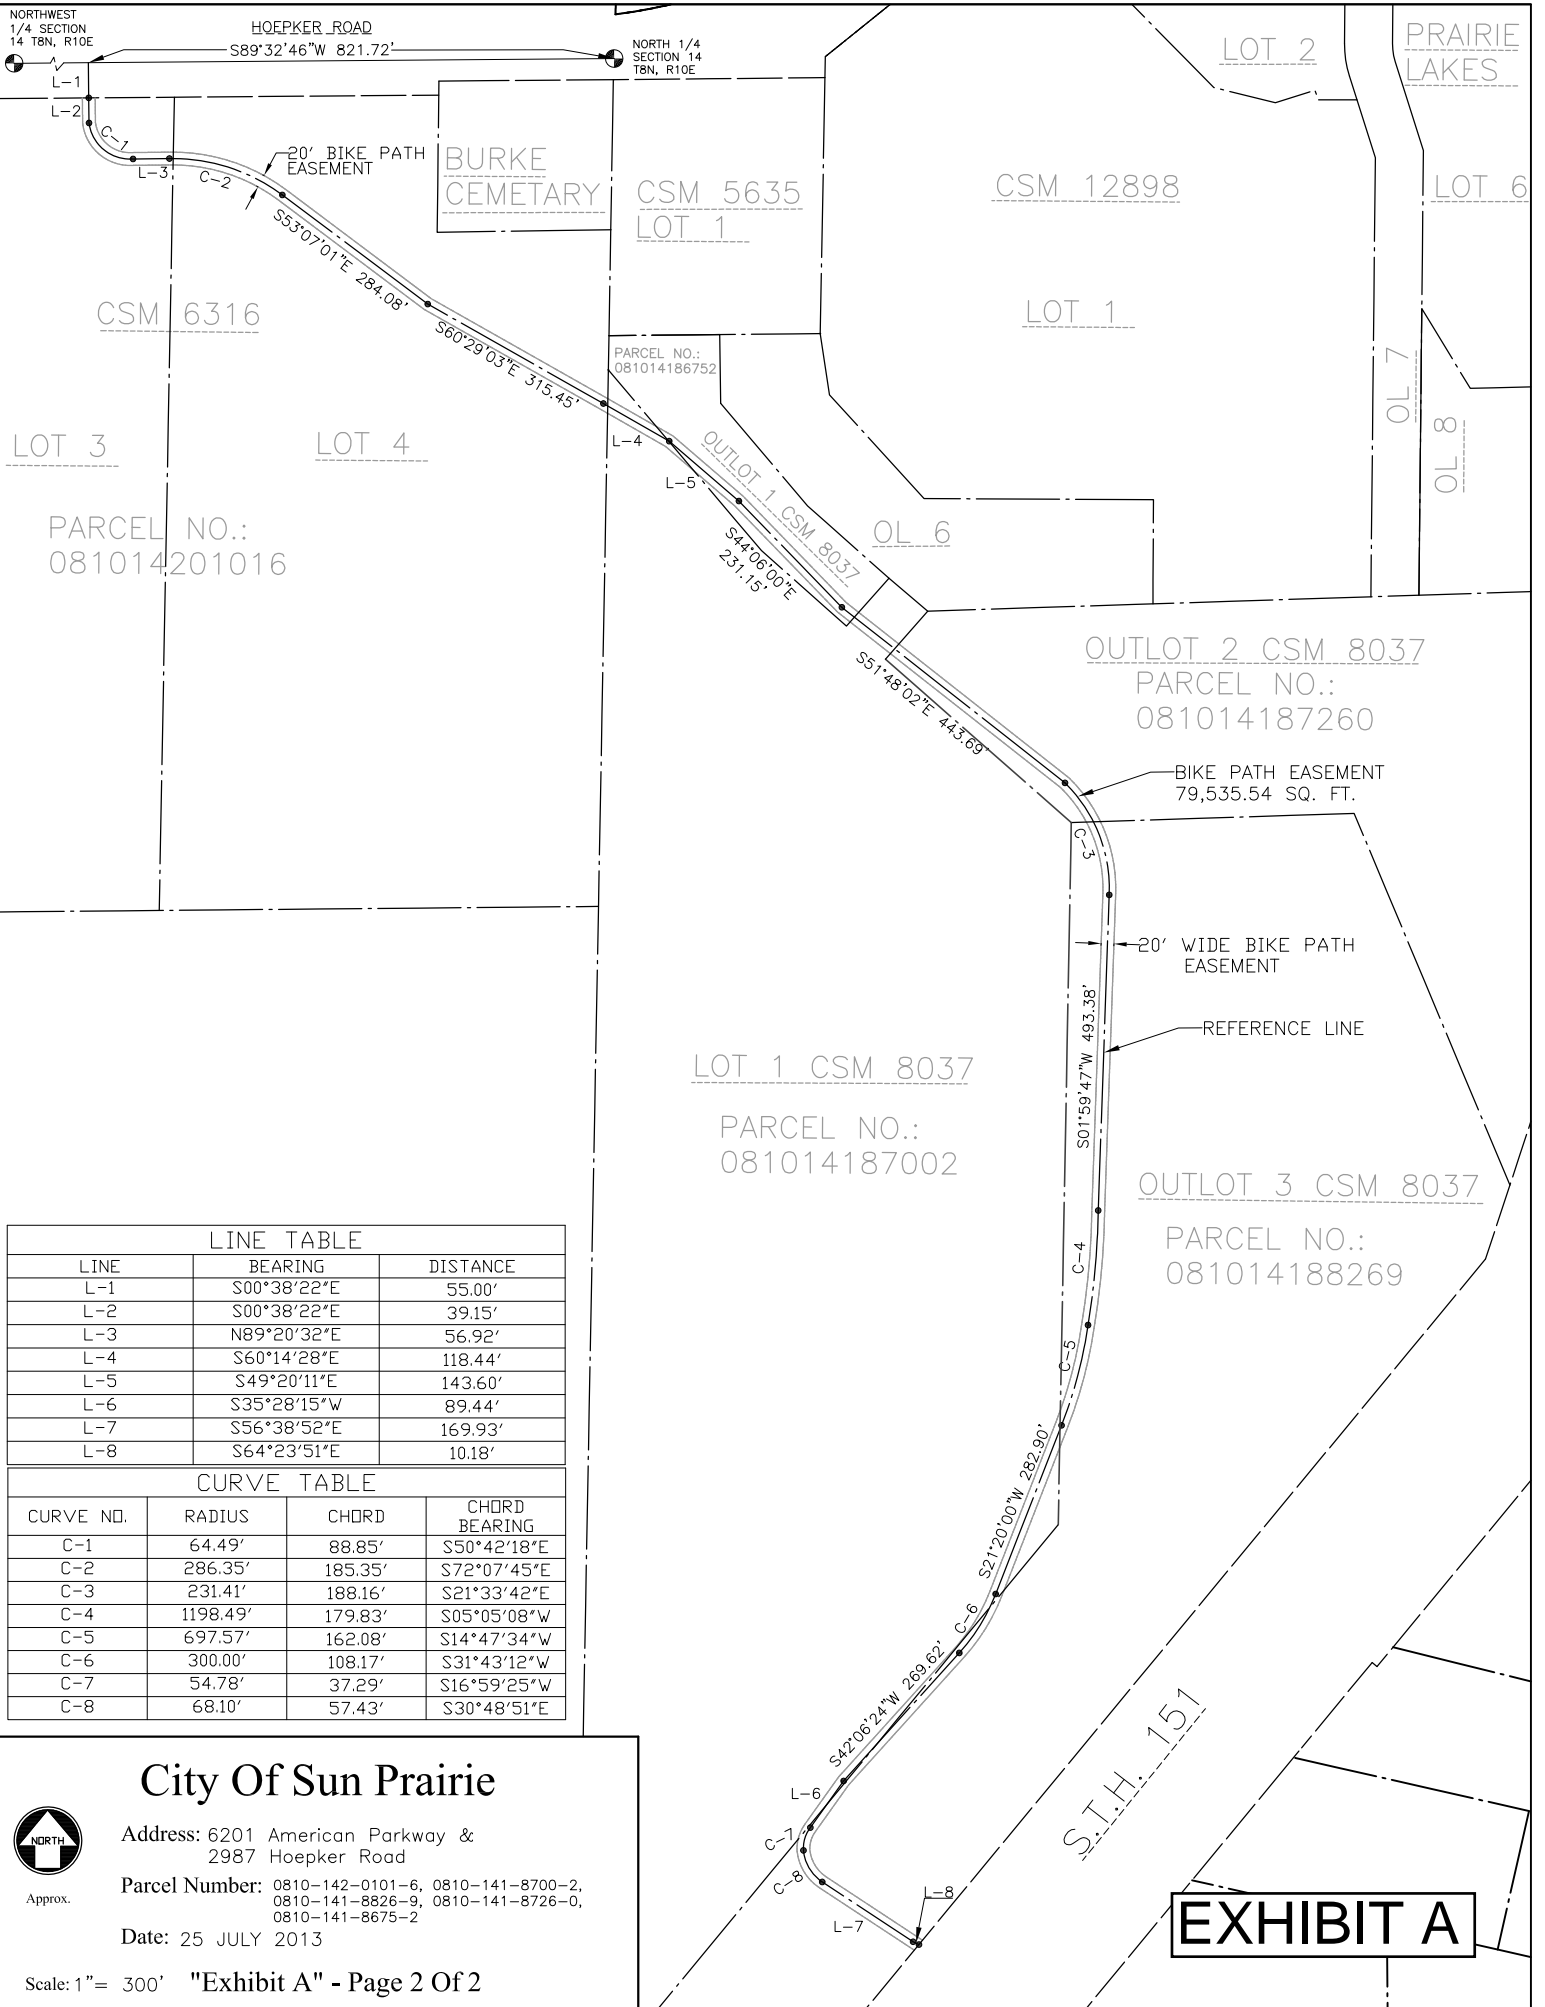 NORTHWEST
1/4 SECTION
14 T8N, R10E
HOEPKER ROAD
S89°32'46"W 821.72'
NORTH 1/4
SECTION 14
T8N, R10E
L-1
L-2
C-1
L-3
C-2
20' BIKE PATH
EASEMENT
BURKE
CEMETARY
CSM 5635
LOT 1
CSM 12898
LOT 1
LOT 2
PRAIRIE
LAKES
LOT 6
S53°07'01"E 284.08'
CSM 6316
S60°29'03"E 315.45'
PARCEL NO.:
081014186752
OL 7
OL 8
LOT 3
LOT 4
L-4
L-5
OUTLOT 1 CSM 8037
OL 6
PARCEL NO.:
081014201016
S44°06'00"E
231.15'
S51°48'02"E 443.69'
OUTLOT 2 CSM 8037
PARCEL NO.:
081014187260
BIKE PATH EASEMENT
79,535.54 SQ. FT.
C-3
20' WIDE BIKE PATH
EASEMENT
REFERENCE LINE
S01°59'47"W 493.38'
LOT 1 CSM 8037
PARCEL NO.:
081014187002
OUTLOT 3 CSM 8037
PARCEL NO.:
081014188269
C-4
C-5
S21°20'00"W 282.90'
C-6
S42°06'24"W 269.62'
L-6
C-7
C-8
L-7
L-8
S.T.H. 151
LINE TABLE
LINE BEARING DISTANCE
L-1 S00°38'22"E 55.00'
L-2 S00°38'22"E 39.15'
L-3 N89°20'32"E 56.92'
L-4 S60°14'28"E 118.44'
L-5 S49°20'11"E 143.60'
L-6 S35°28'15"W 89.44'
L-7 S56°38'52"E 169.93'
L-8 S64°23'51"E 10.18'
CURVE TABLE
CURVE NO. RADIUS CHORD CHORD
BEARING
C-1 64.49' 88.85' S50°42'18"E
C-2 286.35' 185.35' S72°07'45"E
C-3 231.41' 188.16' S21°33'42"E
C-4 1198.49' 179.83' S05°05'08"W
C-5 697.57' 162.08' S14°47'34"W
C-6 300.00' 108.17' S31°43'12"W
C-7 54.78' 37.29' S16°59'25"W
C-8 68.10' 57.43' S30°48'51"E
City Of Sun Prairie
NORTH
Approx.
Address: 6201 American Parkway &
2987 Hoepker Road
Parcel Number: 0810-142-0101-6, 0810-141-8700-2,
0810-141-8826-9, 0810-141-8726-0,
0810-141-8675-2
Date: 25 JULY 2013
Scale: 1"= 300' "Exhibit A" - Page 2 Of 2
EXHIBIT A